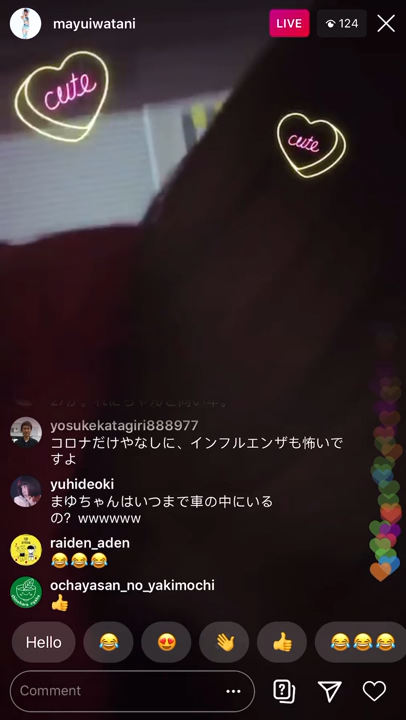 mayuiwatani
LIVE
124
cute
cute
yosukekatagiri888977
コロナだけやなしに、インフルエンザも怖いで
すよ
yuhideoki
まゆちゃんはいつまで車の中にいる
の？wwwwww
raiden_aden
😂😂😂
ochayasan_no_yakimochi
👍
Hello
😂
😍
👋
👍
😂😂😂
Comment